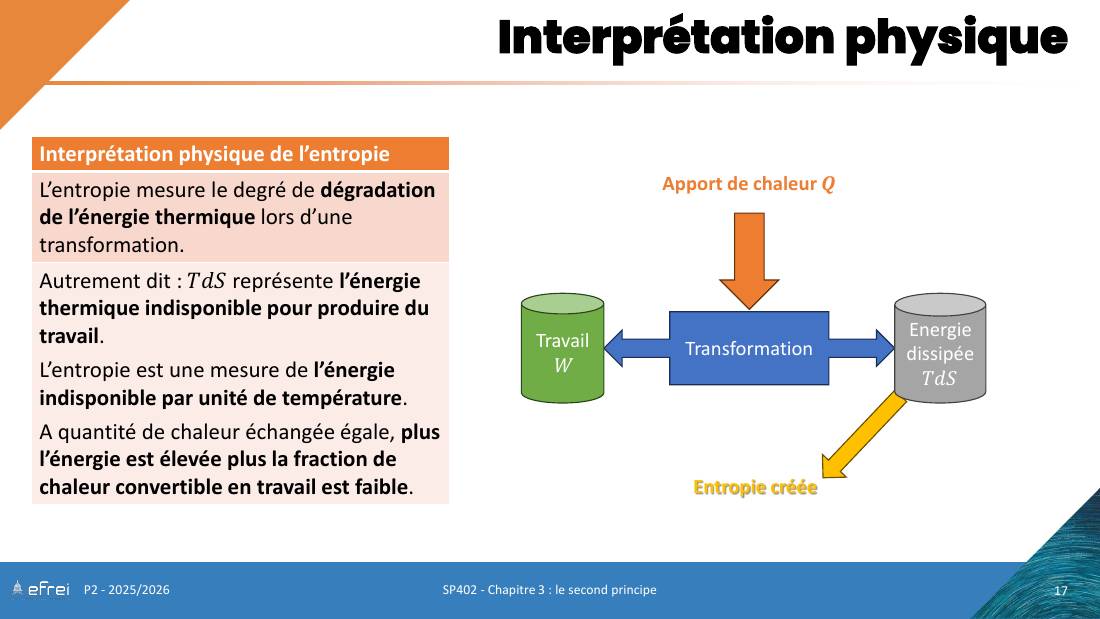 Interprétation physique
Interprétation physique de l’entropie
L’entropie mesure le degré de dégradation
de l’énergie thermique lors d’une
transformation.
Autrement dit : TdS représente l’énergie
thermique indisponible pour produire du
travail.
L’entropie est une mesure de l’énergie
indisponible par unité de température.
A quantité de chaleur échangée égale, plus
l’énergie est élevée plus la fraction de
chaleur convertible en travail est faible.
Apport de chaleur Q
Travail
W
Transformation
Energie
dissipée
TdS
Entropie créée
efrei
P2 - 2025/2026
SP402 - Chapitre 3 : le second principe
17